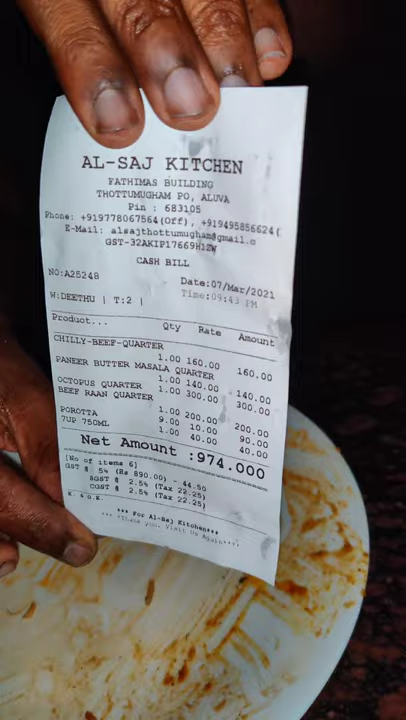 AL-SAJ KITCHEN
FATHIMAS BUILDING
THOTTUMUGHAM PO, ALUVA
Pin : 683105
Phone: +919778067564(Off), +919495856624(
E-Mail: alsajthottumugham@gmail.c
GST-32AKIP17669H1ZW
CASH BILL
NO:A25248 Date:07/Mar/2021
W:DEETHU | T:2 | Time:09:43 PM
Product... Qty Rate Amount
CHILLY-BEEF-QUARTER
1.00 160.00 160.00
PANEER BUTTER MASALA QUARTER
1.00 140.00 140.00
OCTOPUS QUARTER 1.00 300.00 300.00
BEEF RAAN QUARTER
1.00 200.00 200.00
POROTTA 9.00 10.00 90.00
7UP 750ML 1.00 40.00 40.00
Net Amount :974.000
[No of items 6]
GST @ 5% (Rs 890.00) - 44.50
SGST @ 2.5% (Tax 22.25)
CGST @ 2.5% (Tax 22.25)
E. & O.E.
*** For Al-Saj Kitchen***
*** *Thank you, Visit Us Again****